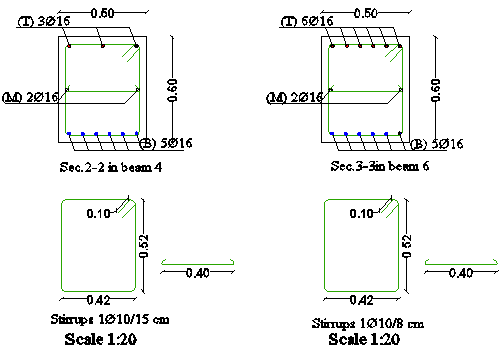 0.50 0.50
(T) 3Ø16 (T) 6Ø16
0.60 0.60
(M) 2Ø16 (M) 2Ø16
(B) 5Ø16 (B) 5Ø16
Sec.2-2 in beam 4 Sec.3-3in beam 6
0.10 0.10
0.52 0.52
0.40 0.40
0.42 0.42
Stirrups 1Ø10/15 cm Stirrups 1Ø10/8 cm
Scale 1:20 Scale 1:20